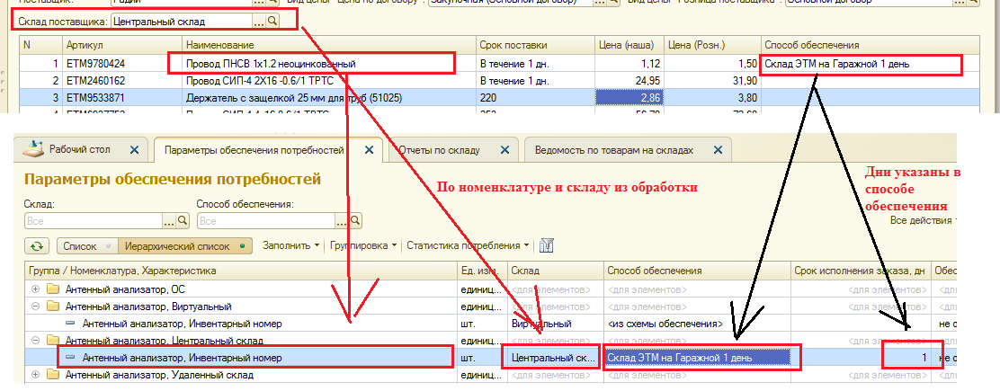 Поставщик: Радий ... Вид цены "Цена по договору": Закупочная (Основной договор) ... Вид цены "Розница поставщика": Основной договор ...
Склад поставщика: Центральный склад ...
N Артикул Наименование Срок поставки Цена (наша) Цена (Розн.) Способ обеспечения
1 ETM9780424 Провод ПНСВ 1х1.2 неоцинкованный В течение 1 дн. 1,12 1,50 Склад ЭТМ на Гаражной 1 день
2 ETM2460162 Провод СИП-4 2Х16 -0.6/1 ТРТС В течение 1 дн. 24,95 31,90
3 ETM9533871 Держатель с защелкой 25 мм для труб (51025) 220 2,86 3,80
Рабочий стол Параметры обеспечения потребностей Отчеты по складу Ведомость по товарам на складах
Параметры обеспечения потребностей
По номенклатуре и складу из обработки
Дни указаны в
способе
обеспечения
Склад: Способ обеспечения:
Все ... Все ...
Все действия
Список Иерархический список Заполнить Группировка Статистика потребления
Группа / Номенклатура, Характеристика Ед. изм. Склад Способ обеспечения Срок исполнения заказа, дн Обес
Антенный анализатор, ОС единиц... <для элементов> <для элементов> <для элементов> <для
Антенный анализатор, Виртуальный единиц... <для элементов> <для элементов> <для элементов> <для
Антенный анализатор, Инвентарный номер шт. Виртуальный <из схемы обеспечения> не о
Антенный анализатор, Центральный склад единиц... <для элементов> <для элементов> <для элементов> <для
Антенный анализатор, Инвентарный номер шт. Центральный ск... Склад ЭТМ на Гаражной 1 день 1 не о
Антенный анализатор, Удаленный склад единиц... <для элементов> <для элементов> <для элементов> <для